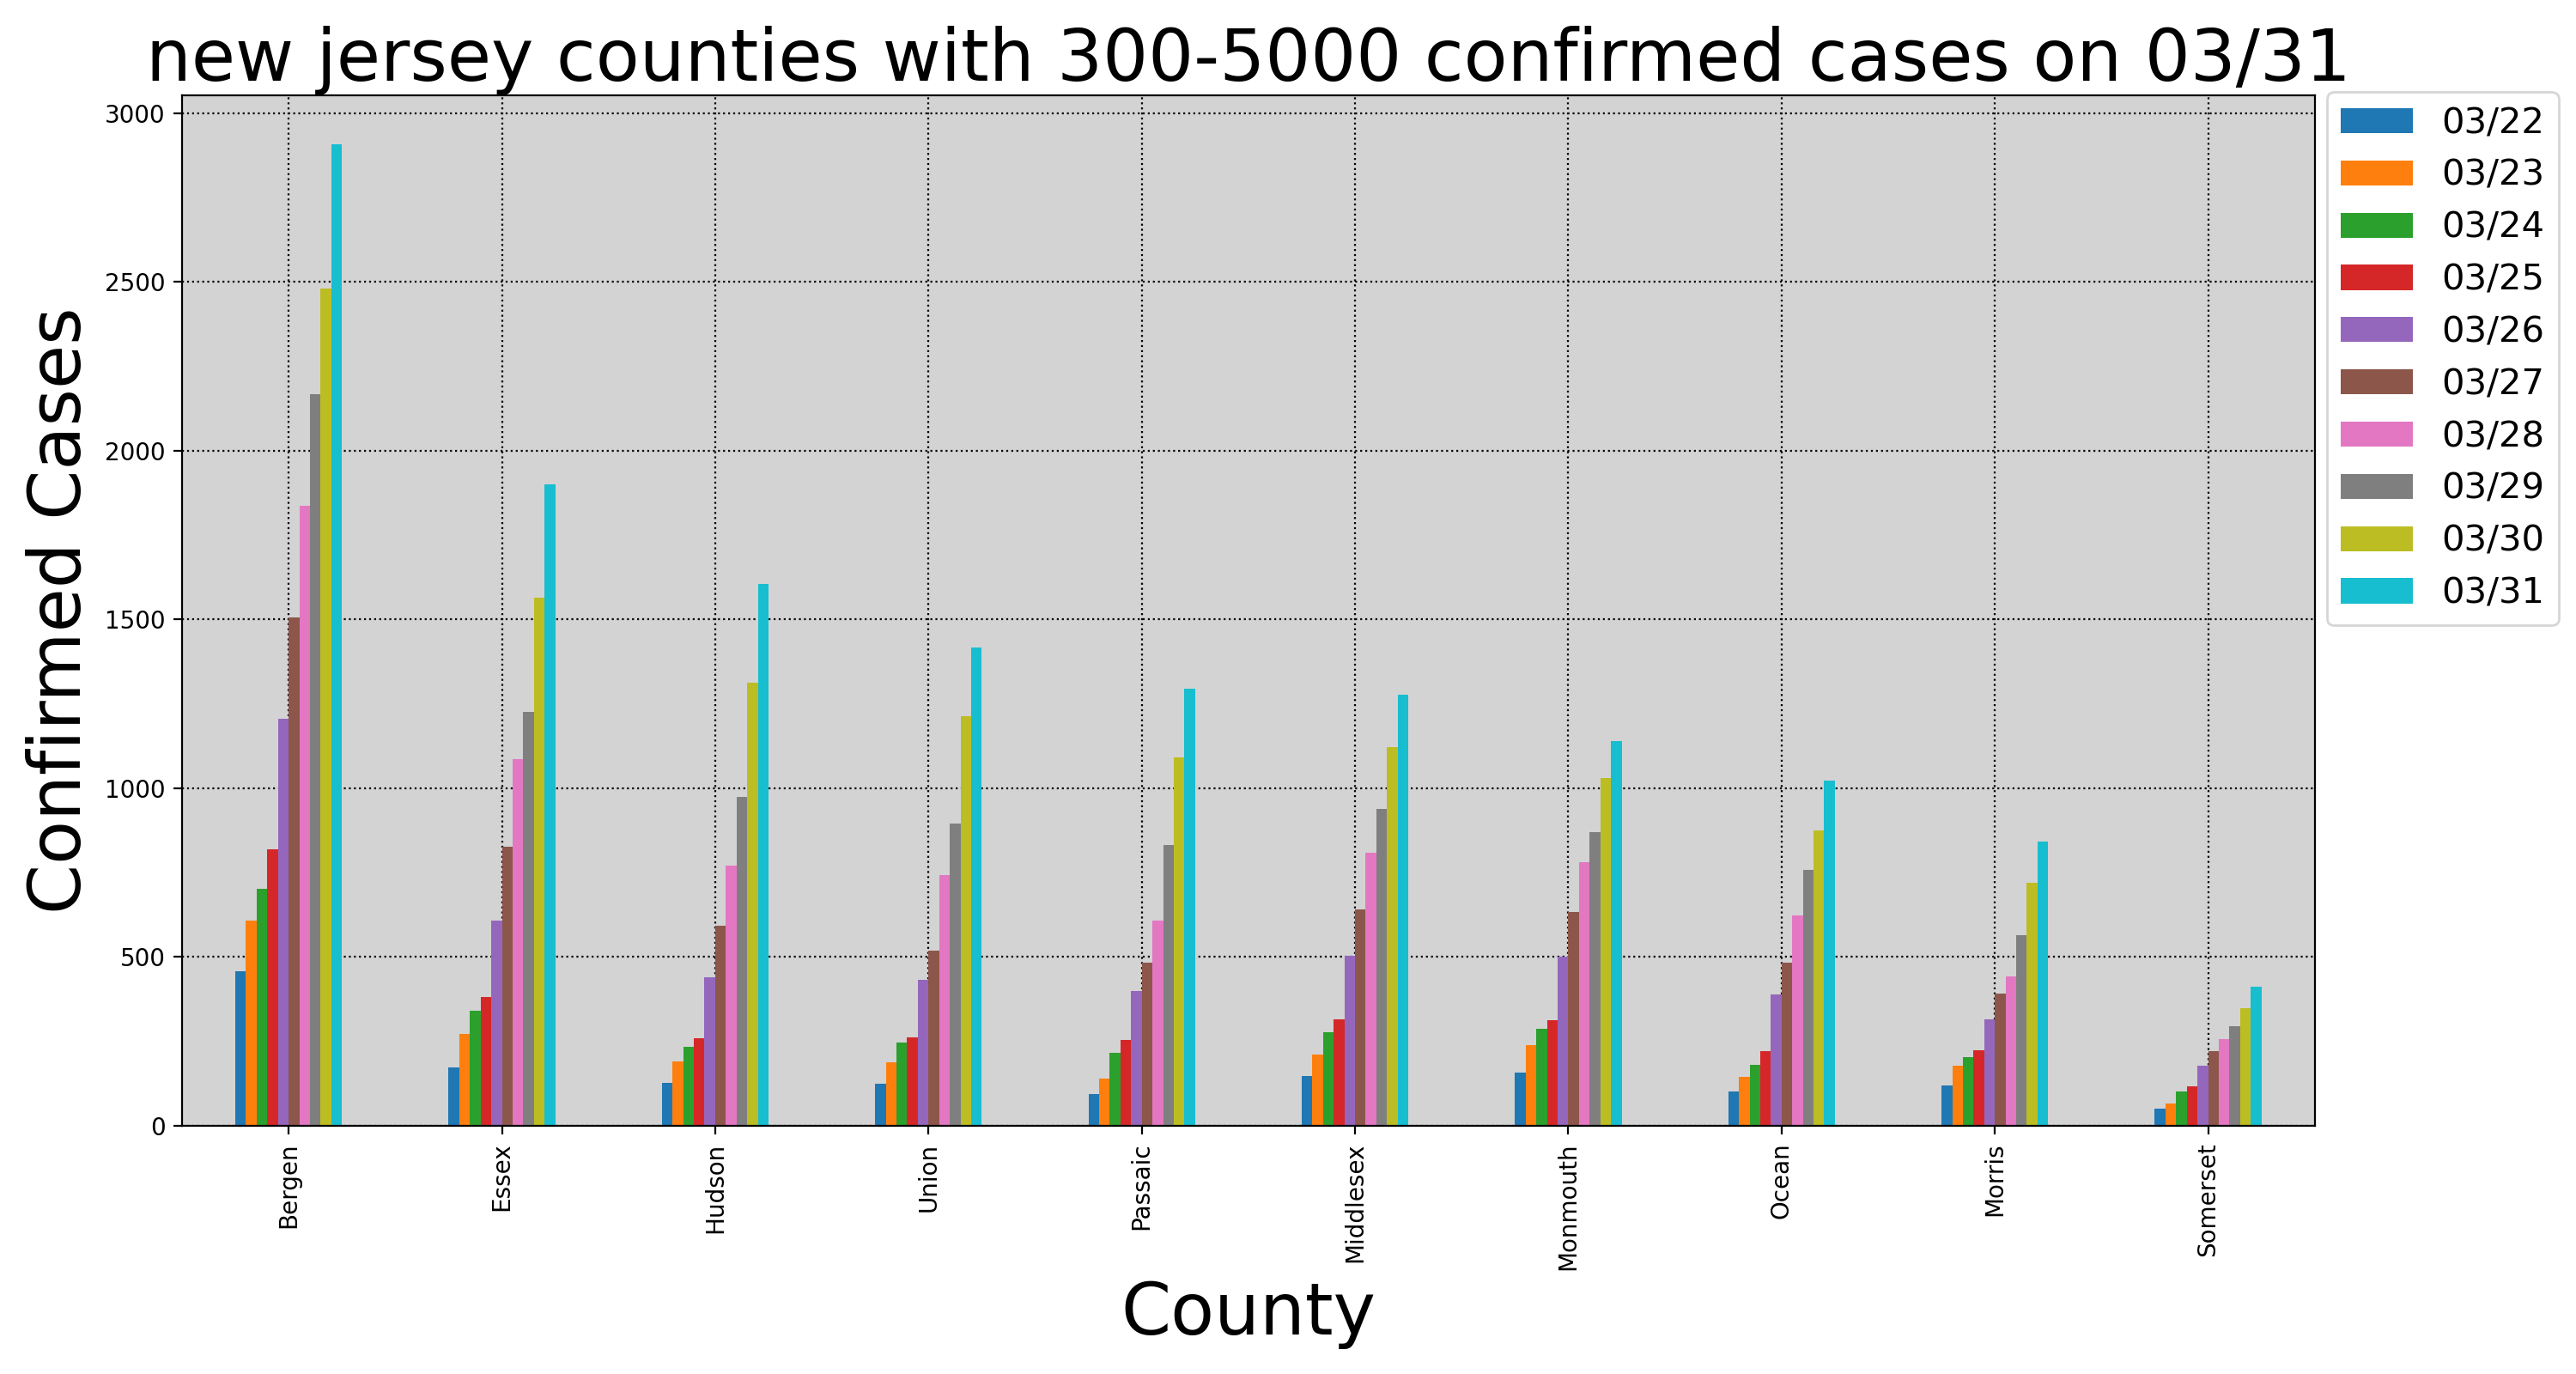 new jersey counties with 300-5000 confirmed cases on 03/31
3000
2500
2000
1500
1000
500
0
Confirmed Cases
Bergen
Essex
Hudson
Union
Passaic
Middlesex
Monmouth
Ocean
Morris
Somerset
County
03/22
03/23
03/24
03/25
03/26
03/27
03/28
03/29
03/30
03/31